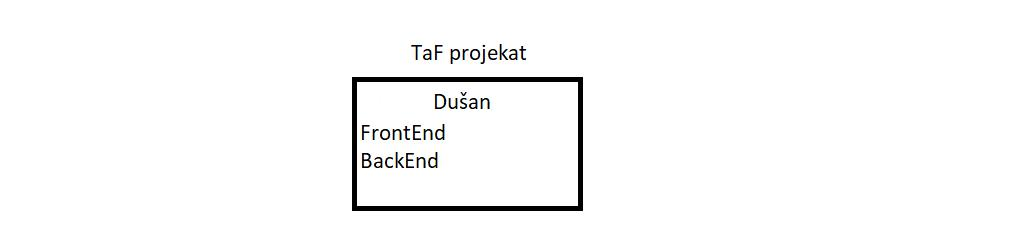 TaF projekat
Dušan
FrontEnd
BackEnd